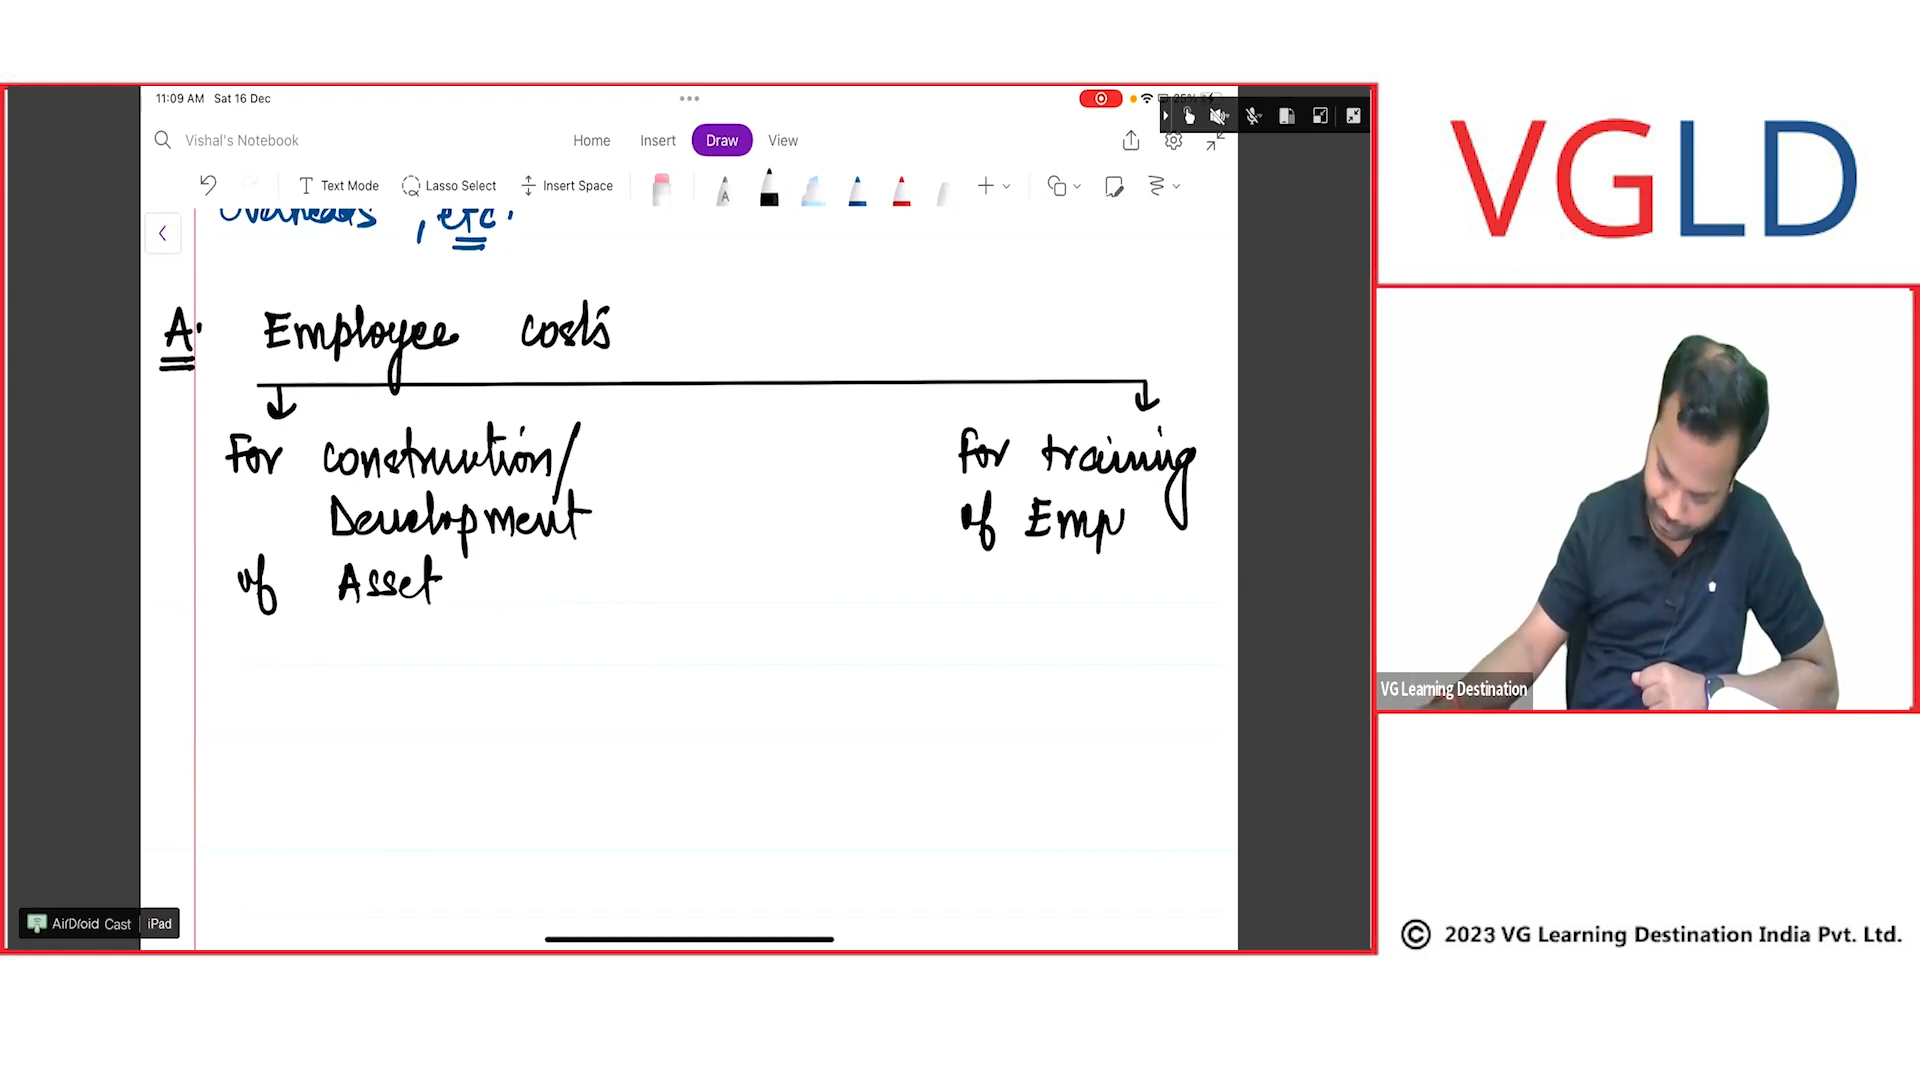 11:09 AM Sat 16 Dec
25%
Vishal's Notebook
Home Insert Draw View
Text Mode Lasso Select Insert Space
Overheads, etc.
A. Employee costs
For construction/
Development
of Asset
for training
of Emp
AirDroid Cast iPad
VGLD
VG Learning Destination
© 2023 VG Learning Destination India Pvt. Ltd.